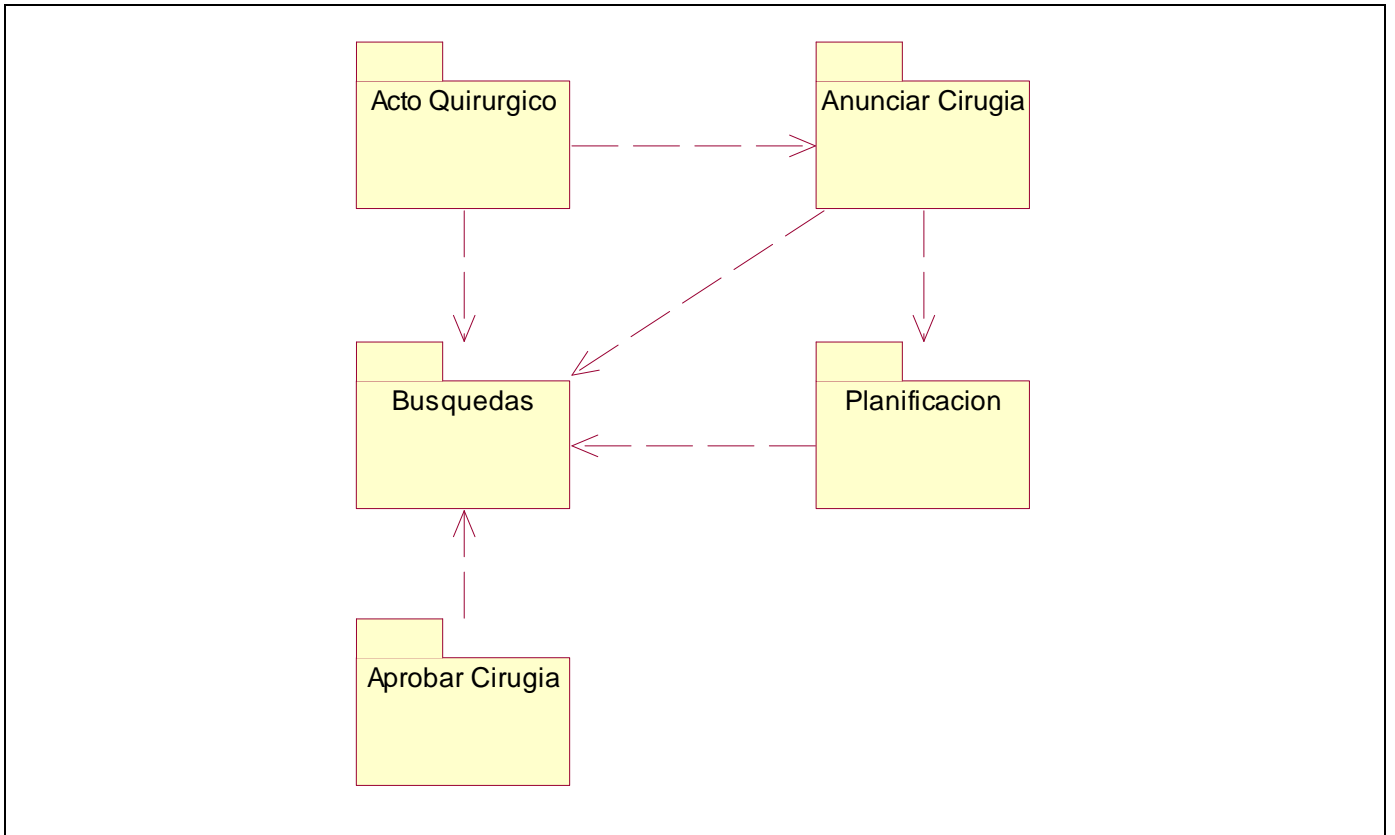 Acto Quirurgico
Anunciar Cirugia
Busquedas
Planificacion
Aprobar Cirugia